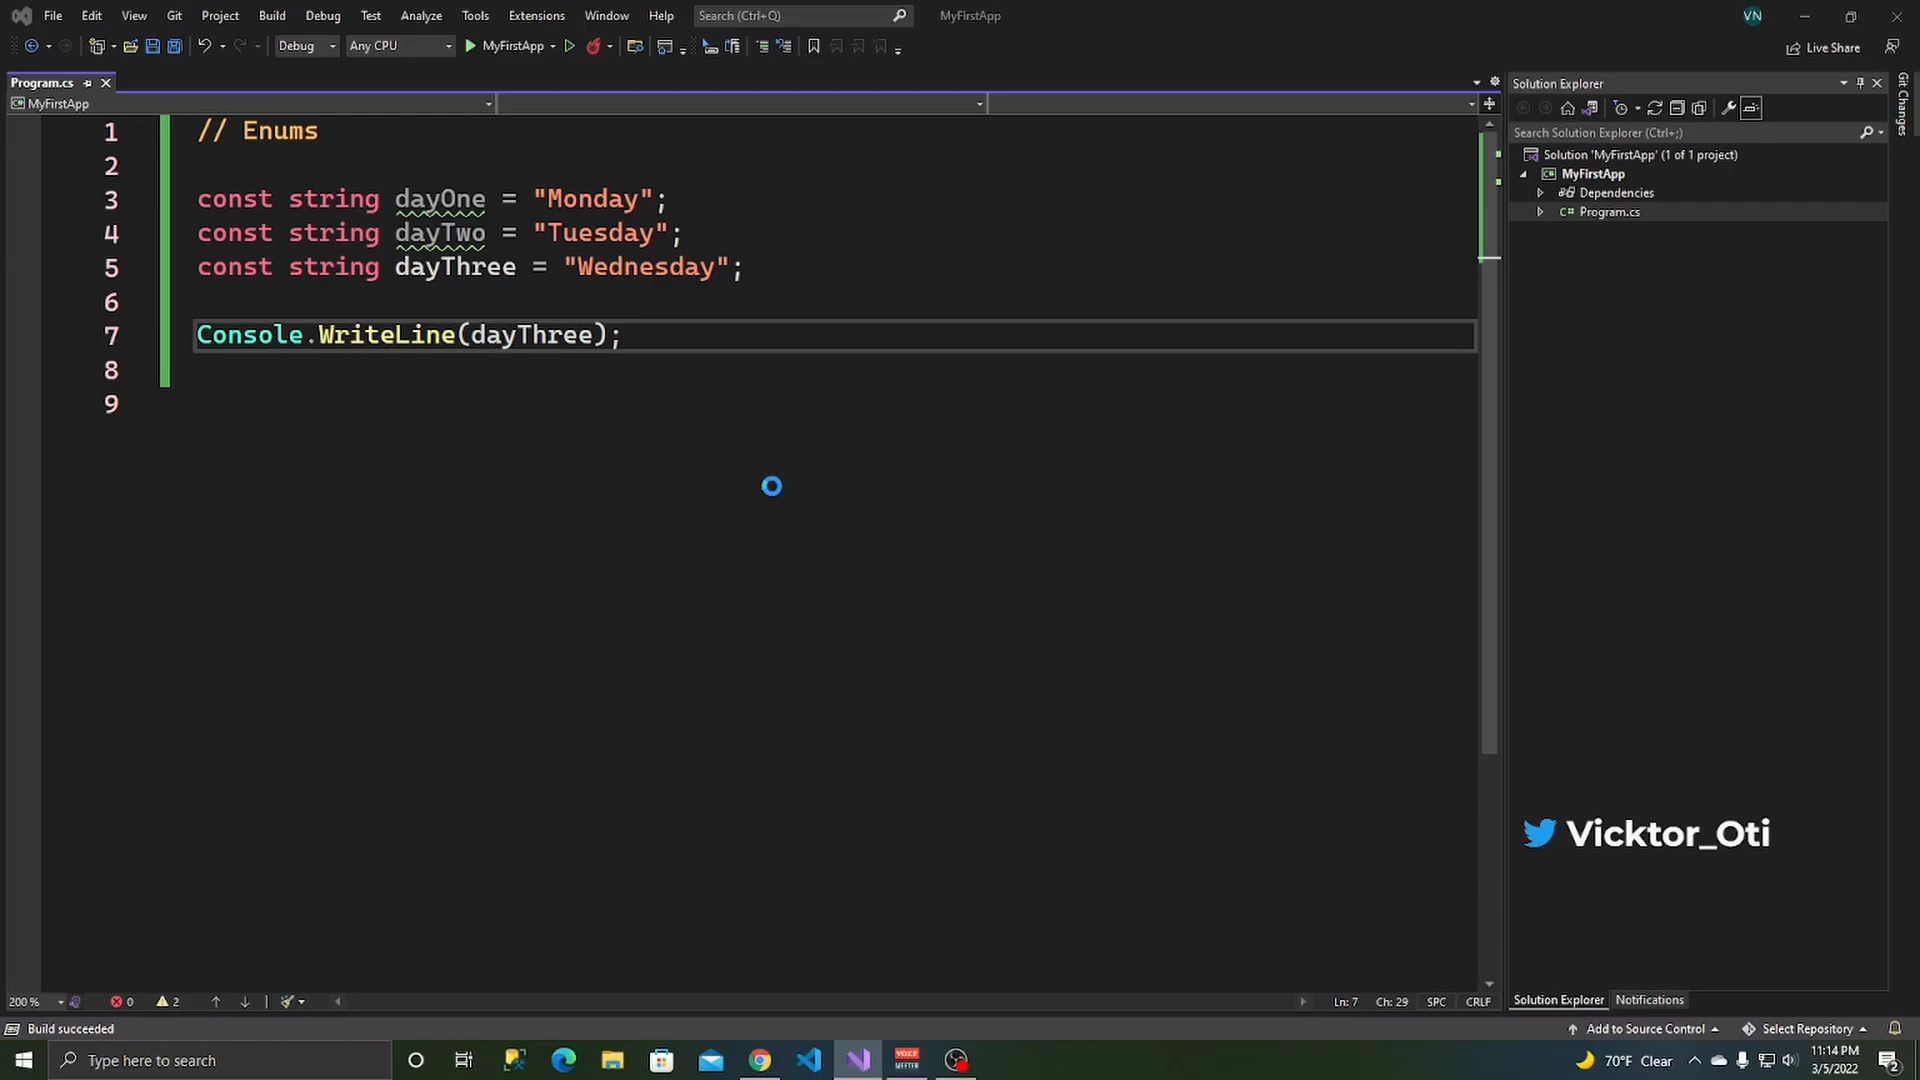 File Edit View Git Project Build Debug Test Analyze Tools Extensions Window Help Search (Ctrl+Q) MyFirstApp VN
Debug Any CPU MyFirstApp Live Share
Program.cs
MyFirstApp
1 // Enums
2
3 const string dayOne = "Monday";
4 const string dayTwo = "Tuesday";
5 const string dayThree = "Wednesday";
6
7 Console.WriteLine(dayThree);
8
9
Solution Explorer
Search Solution Explorer (Ctrl+;)
Solution 'MyFirstApp' (1 of 1 project)
MyFirstApp
Dependencies
C# Program.cs
Git Changes
Vicktor_Oti
200 % 0 2 Ln: 7 Ch: 29 SPC CRLF
Solution Explorer Notifications
Build succeeded Add to Source Control Select Repository
Type here to search VOICE MEETER 70°F Clear 11:14 PM
3/5/2022
2